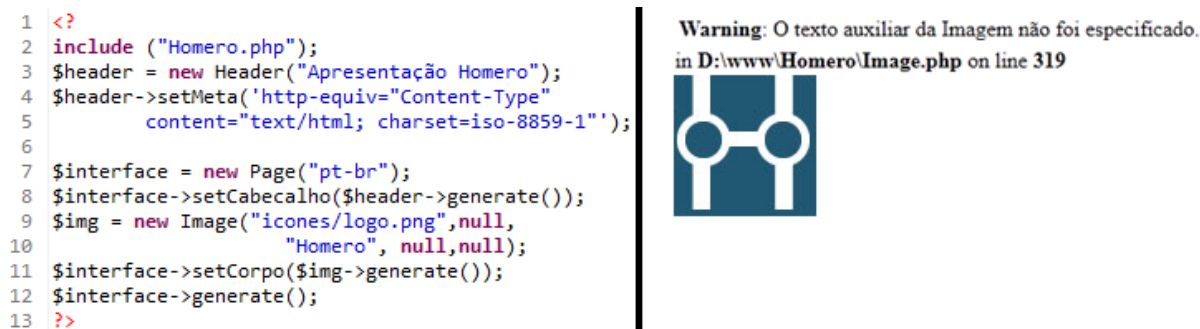 1 <?
2 include ("Homero.php");
3 $header = new Header("Apresentação Homero");
4 $header->setMeta('http-equiv="Content-Type"
5 content="text/html; charset=iso-8859-1"');
6
7 $interface = new Page("pt-br");
8 $interface->setCabecalho($header->generate());
9 $img = new Image("icones/logo.png",null,
10 "Homero", null,null);
11 $interface->setCorpo($img->generate());
12 $interface->generate();
13 ?>
Warning: O texto auxiliar da Imagem não foi especificado.
in D:\www\Homero\Image.php on line 319